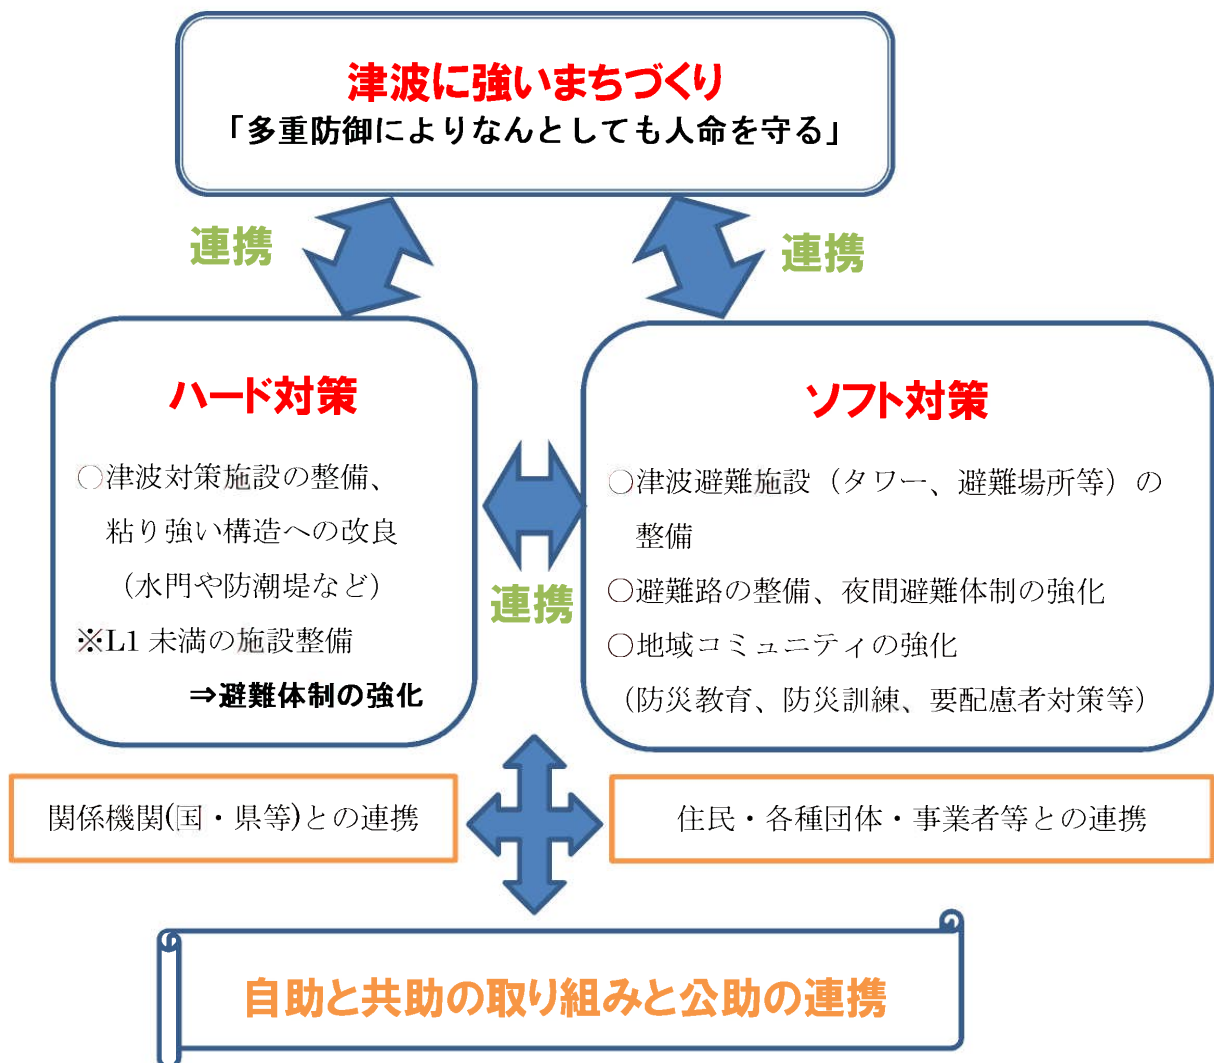 津波に強いまちづくり
「多重防御によりなんとしても人命を守る」
連携
連携
ハード対策
○津波対策施設の整備、
粘り強い構造への改良
（水門や防潮堤など）
※L1 未満の施設整備
⇒避難体制の強化
連携
ソフト対策
○津波避難施設（タワー、避難場所等）の
整備
○避難路の整備、夜間避難体制の強化
○地域コミュニティの強化
（防災教育、防災訓練、要配慮者対策等）
関係機関(国・県等)との連携
住民・各種団体・事業者等との連携
自助と共助の取り組みと公助の連携